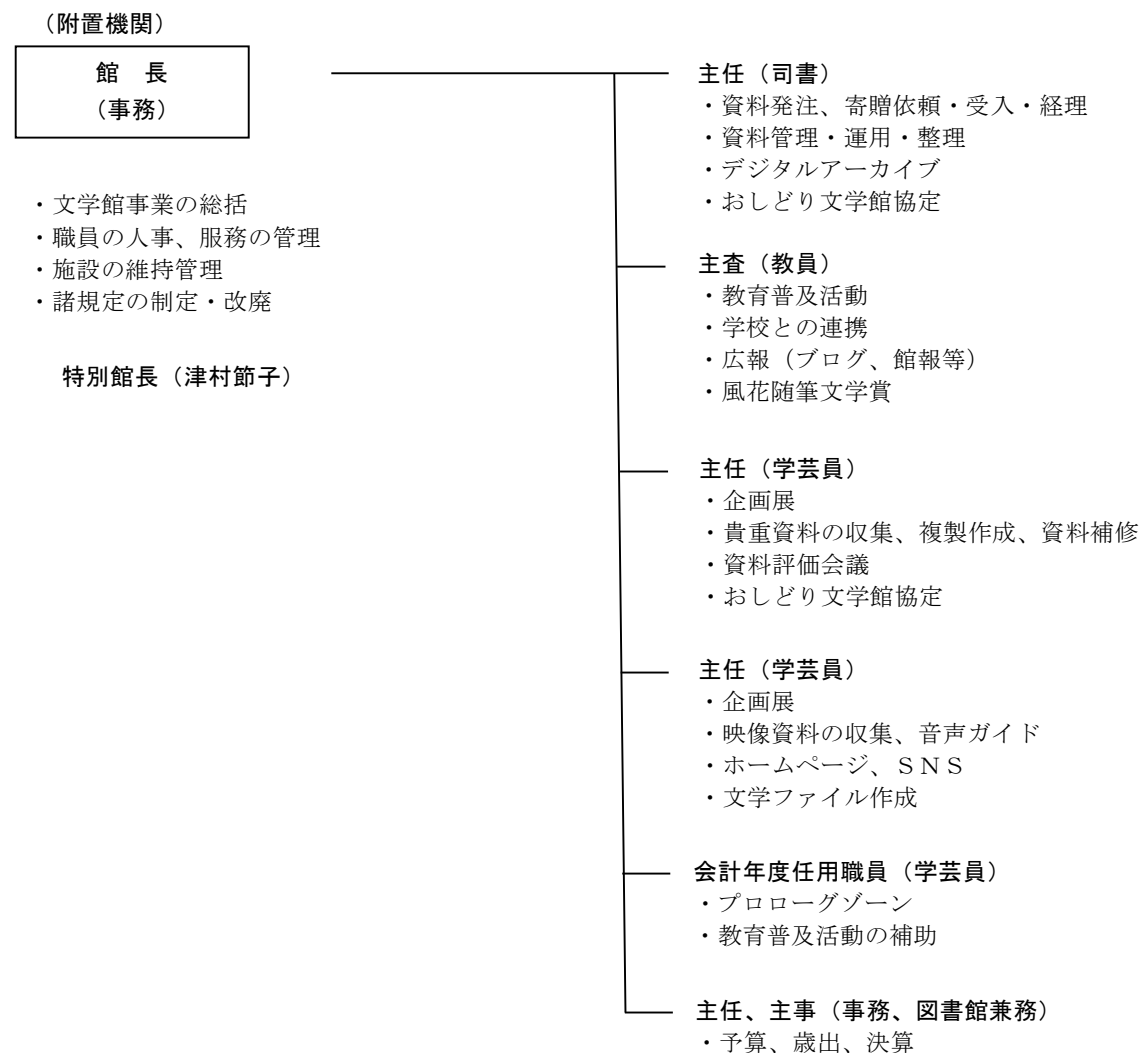 （附置機関）
館　長
（事務）
・文学館事業の総括
・職員の人事、服務の管理
・施設の維持管理
・諸規定の制定・改廃
特別館長（津村節子）
主任（司書）
・資料発注、寄贈依頼・受入・経理
・資料管理・運用・整理
・デジタルアーカイブ
・おしどり文学館協定
主査（教員）
・教育普及活動
・学校との連携
・広報（ブログ、館報等）
・風花随筆文学賞
主任（学芸員）
・企画展
・貴重資料の収集、複製作成、資料補修
・資料評価会議
・おしどり文学館協定
主任（学芸員）
・企画展
・映像資料の収集、音声ガイド
・ホームページ、ＳＮＳ
・文学ファイル作成
会計年度任用職員（学芸員）
・プロローグゾーン
・教育普及活動の補助
主任、主事（事務、図書館兼務）
・予算、歳出、決算